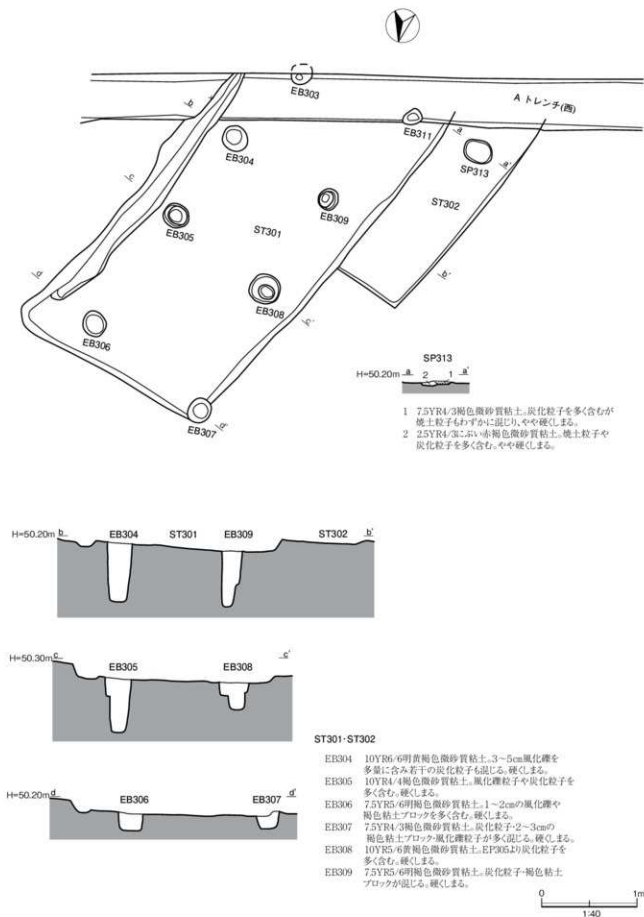 EB303
Aトレンチ(西)
b
EB311
a
EB304
c
SP313
a'
EB309
ST302
EB305
ST301
d
b'
EB308
c'
EB306
EB307
d'
SP313
H=50.20m a 2 1 a'
1 7.5YR4/3褐色微砂質粘土。炭化粒子を多く含むが
焼土粒子もわずかに混じり、やや硬くしまる。
2 2.5YR4/3にぶい赤褐色微砂質粘土。焼土粒子や
炭化粒子を多く含む。やや硬くしまる。
H=50.20m b EB304 ST301 EB309 ST302 b'
H=50.30m c EB305 EB308 c'
H=50.20m d EB306 EB307 d'
ST301・ST302
EB304 10YR6/6明黄褐色微砂質粘土。3～5cm風化礫を
多量に含み若干の炭化粒子も混じる。硬くしまる。
EB305 10YR4/4褐色微砂質粘土。風化礫粒子や炭化粒子を
多く含む。硬くしまる。
EB306 7.5YR5/6明褐色微砂質粘土。1～2cmの風化礫や
褐色粘土ブロックを多く含む。硬くしまる。
EB307 7.5YR4/3褐色微砂質粘土。炭化粒子・2～3cmの
褐色粘土ブロック・風化礫粒子が多く混じる。硬くしまる。
EB308 10YR5/6黄褐色微砂質粘土。EP305より炭化粒子を
多く含む。硬くしまる。
EB309 7.5YR5/6明褐色微砂質粘土。炭化粒子・褐色粘土
ブロックが混じる。硬くしまる。
0 1m
1:40